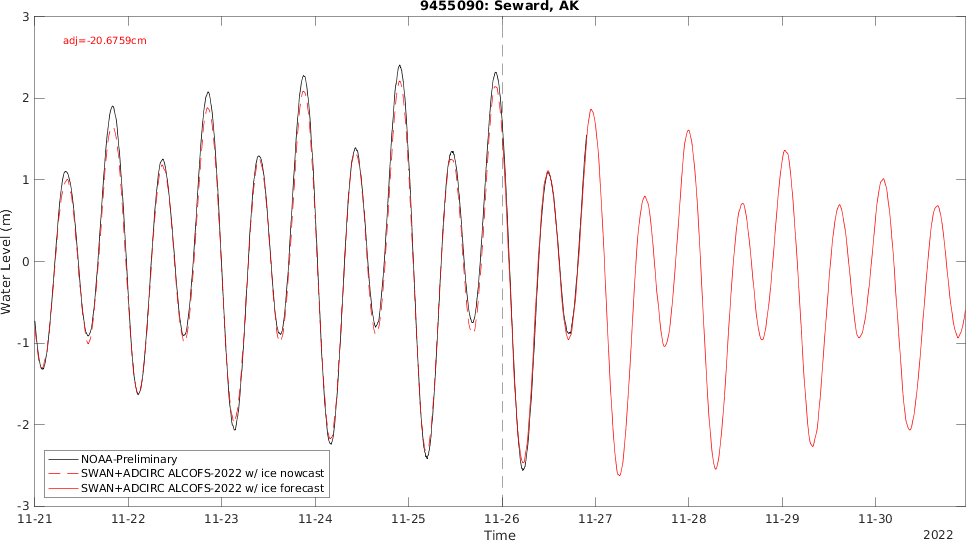 9455090: Seward, AK
adj=-20.6759cm
3
2
1
0
-1
-2
-3
Water Level (m)
NOAA-Preliminary
SWAN+ADCIRC ALCOFS-2022 w/ ice nowcast
SWAN+ADCIRC ALCOFS-2022 w/ ice forecast
11-21 11-22 11-23 11-24 11-25 11-26 11-27 11-28 11-29 11-30
Time
2022